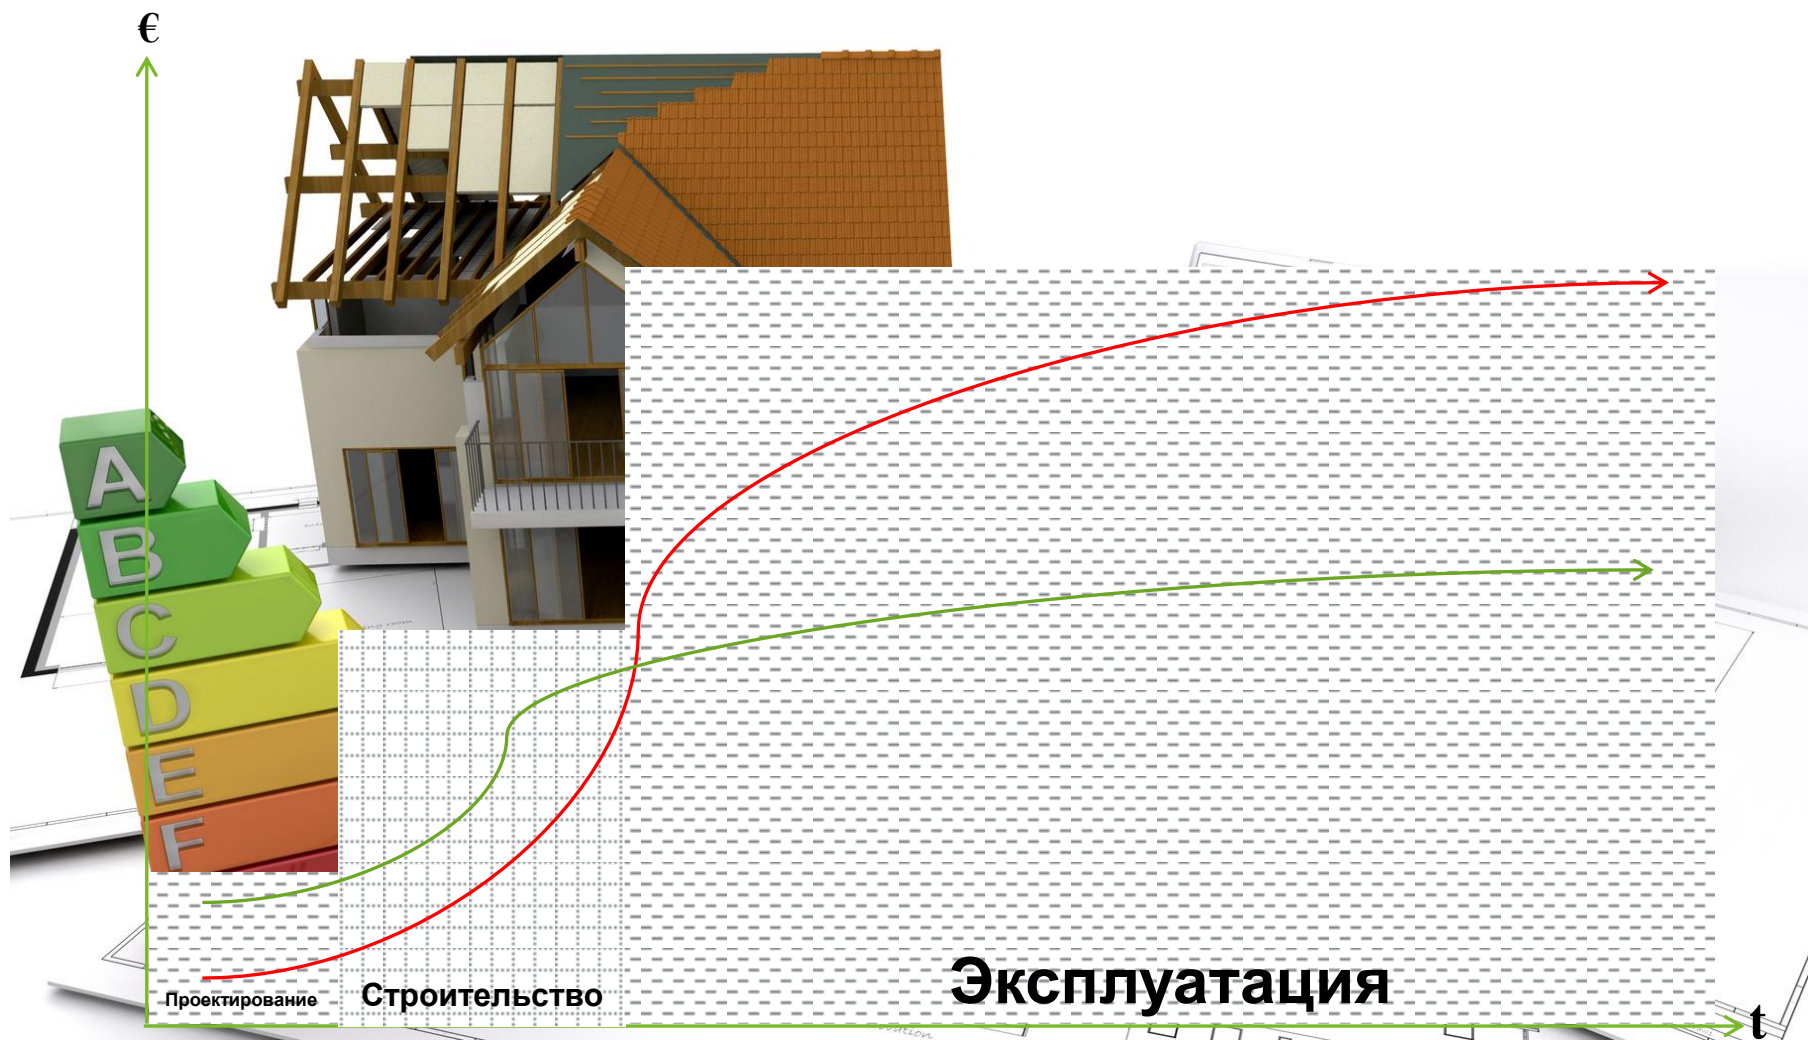 €
A
B
C
D
E
F
Проектирование
Строительство
Эксплуатация
t